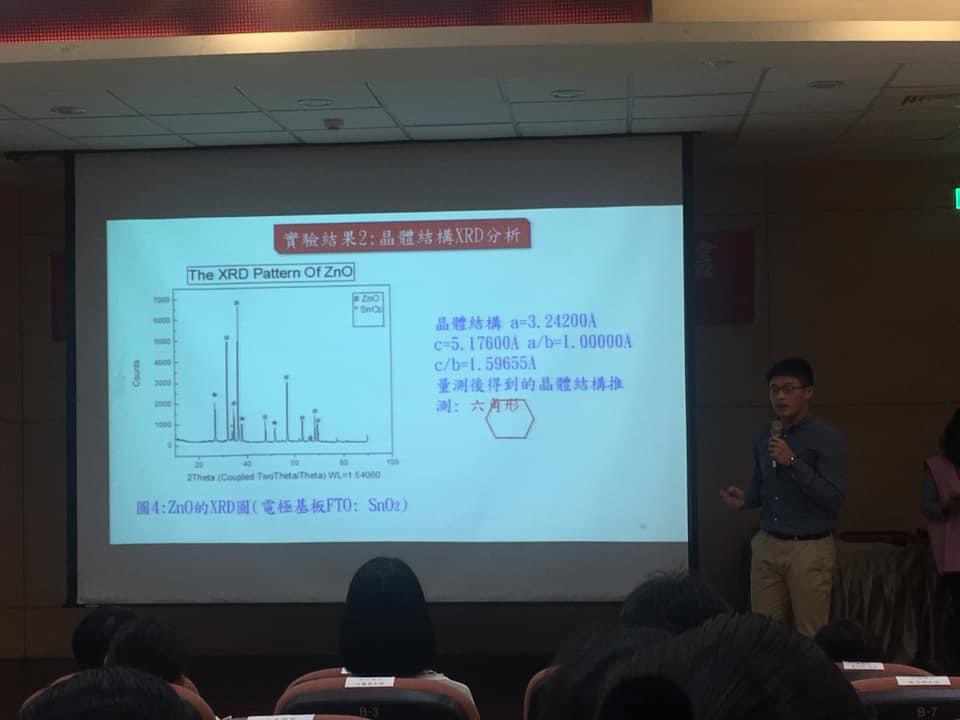 實驗結果2:晶體結構XRD分析
The XRD Pattern Of ZnO
# ZnO
* SnO₂
7000
6000
5000
4000
3000
2000
1000
0
Counts
20
40
60
80
100
2Theta (Coupled TwoTheta/Theta) WL=1.54060
圖4:ZnO的XRD圖(電極基板FTO: SnO₂)
晶體結構 a=3.24200Å
c=5.17600Å a/b=1.00000Å
c/b=1.59655Å
量測後得到的晶體結構推
測: 六角形
B-3
B-7